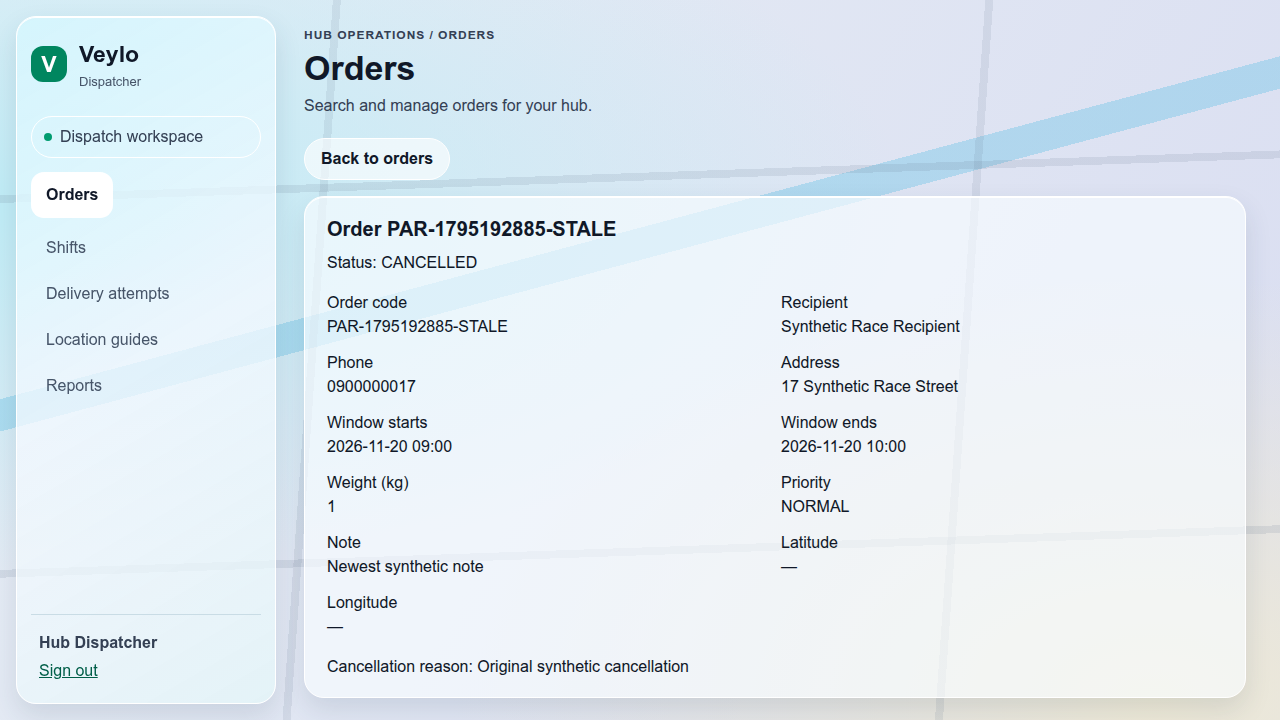 V
Veylo
Dispatcher
Dispatch workspace
Orders
Shifts
Delivery attempts
Location guides
Reports
Hub Dispatcher
Sign out
HUB OPERATIONS / ORDERS
Orders
Search and manage orders for your hub.
Back to orders
Order PAR-1795192885-STALE
Status: CANCELLED
Order code
PAR-1795192885-STALE
Recipient
Synthetic Race Recipient
Phone
0900000017
Address
17 Synthetic Race Street
Window starts
2026-11-20 09:00
Window ends
2026-11-20 10:00
Weight (kg)
1
Priority
NORMAL
Note
Newest synthetic note
Latitude
—
Longitude
—
Cancellation reason: Original synthetic cancellation